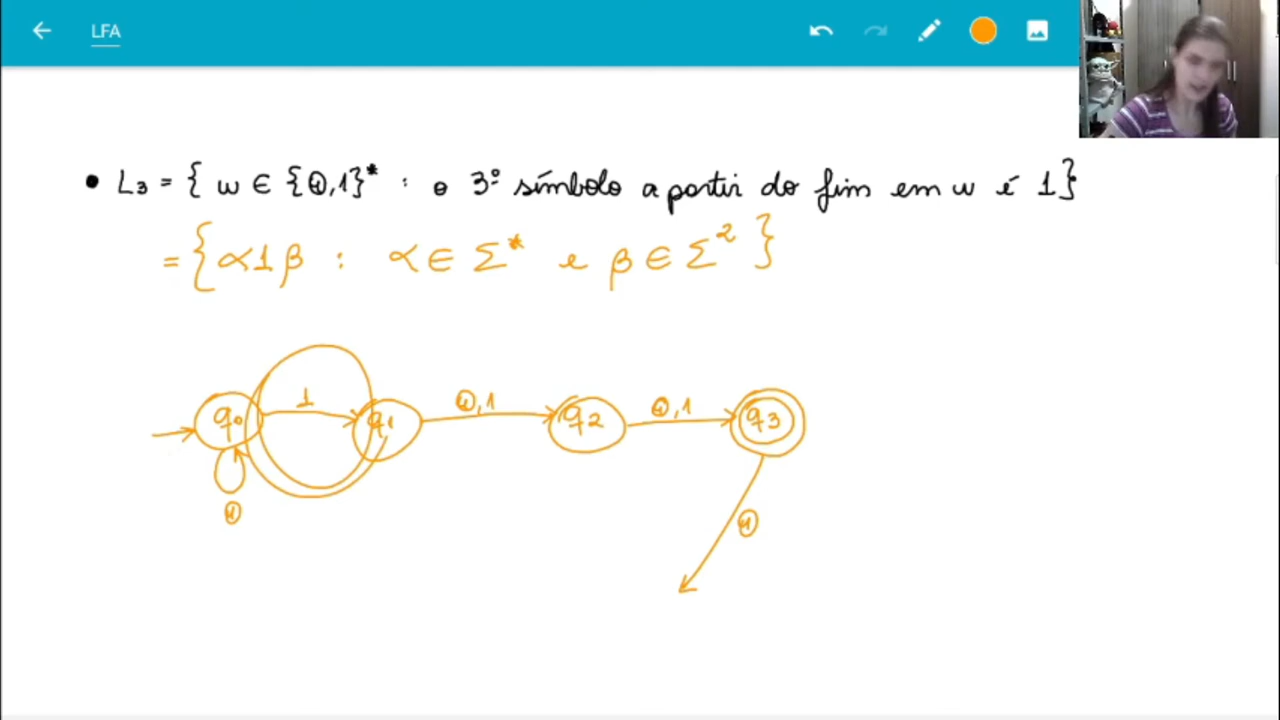 LFA
• L₃ = { w ∈ {0,1}* : o 3º símbolo a partir do fim em w é 1}
= { α1β : α ∈ Σ* e β ∈ Σ² }
1 0,1 0,1
q₀ q₁ q₂ q₃
0 0